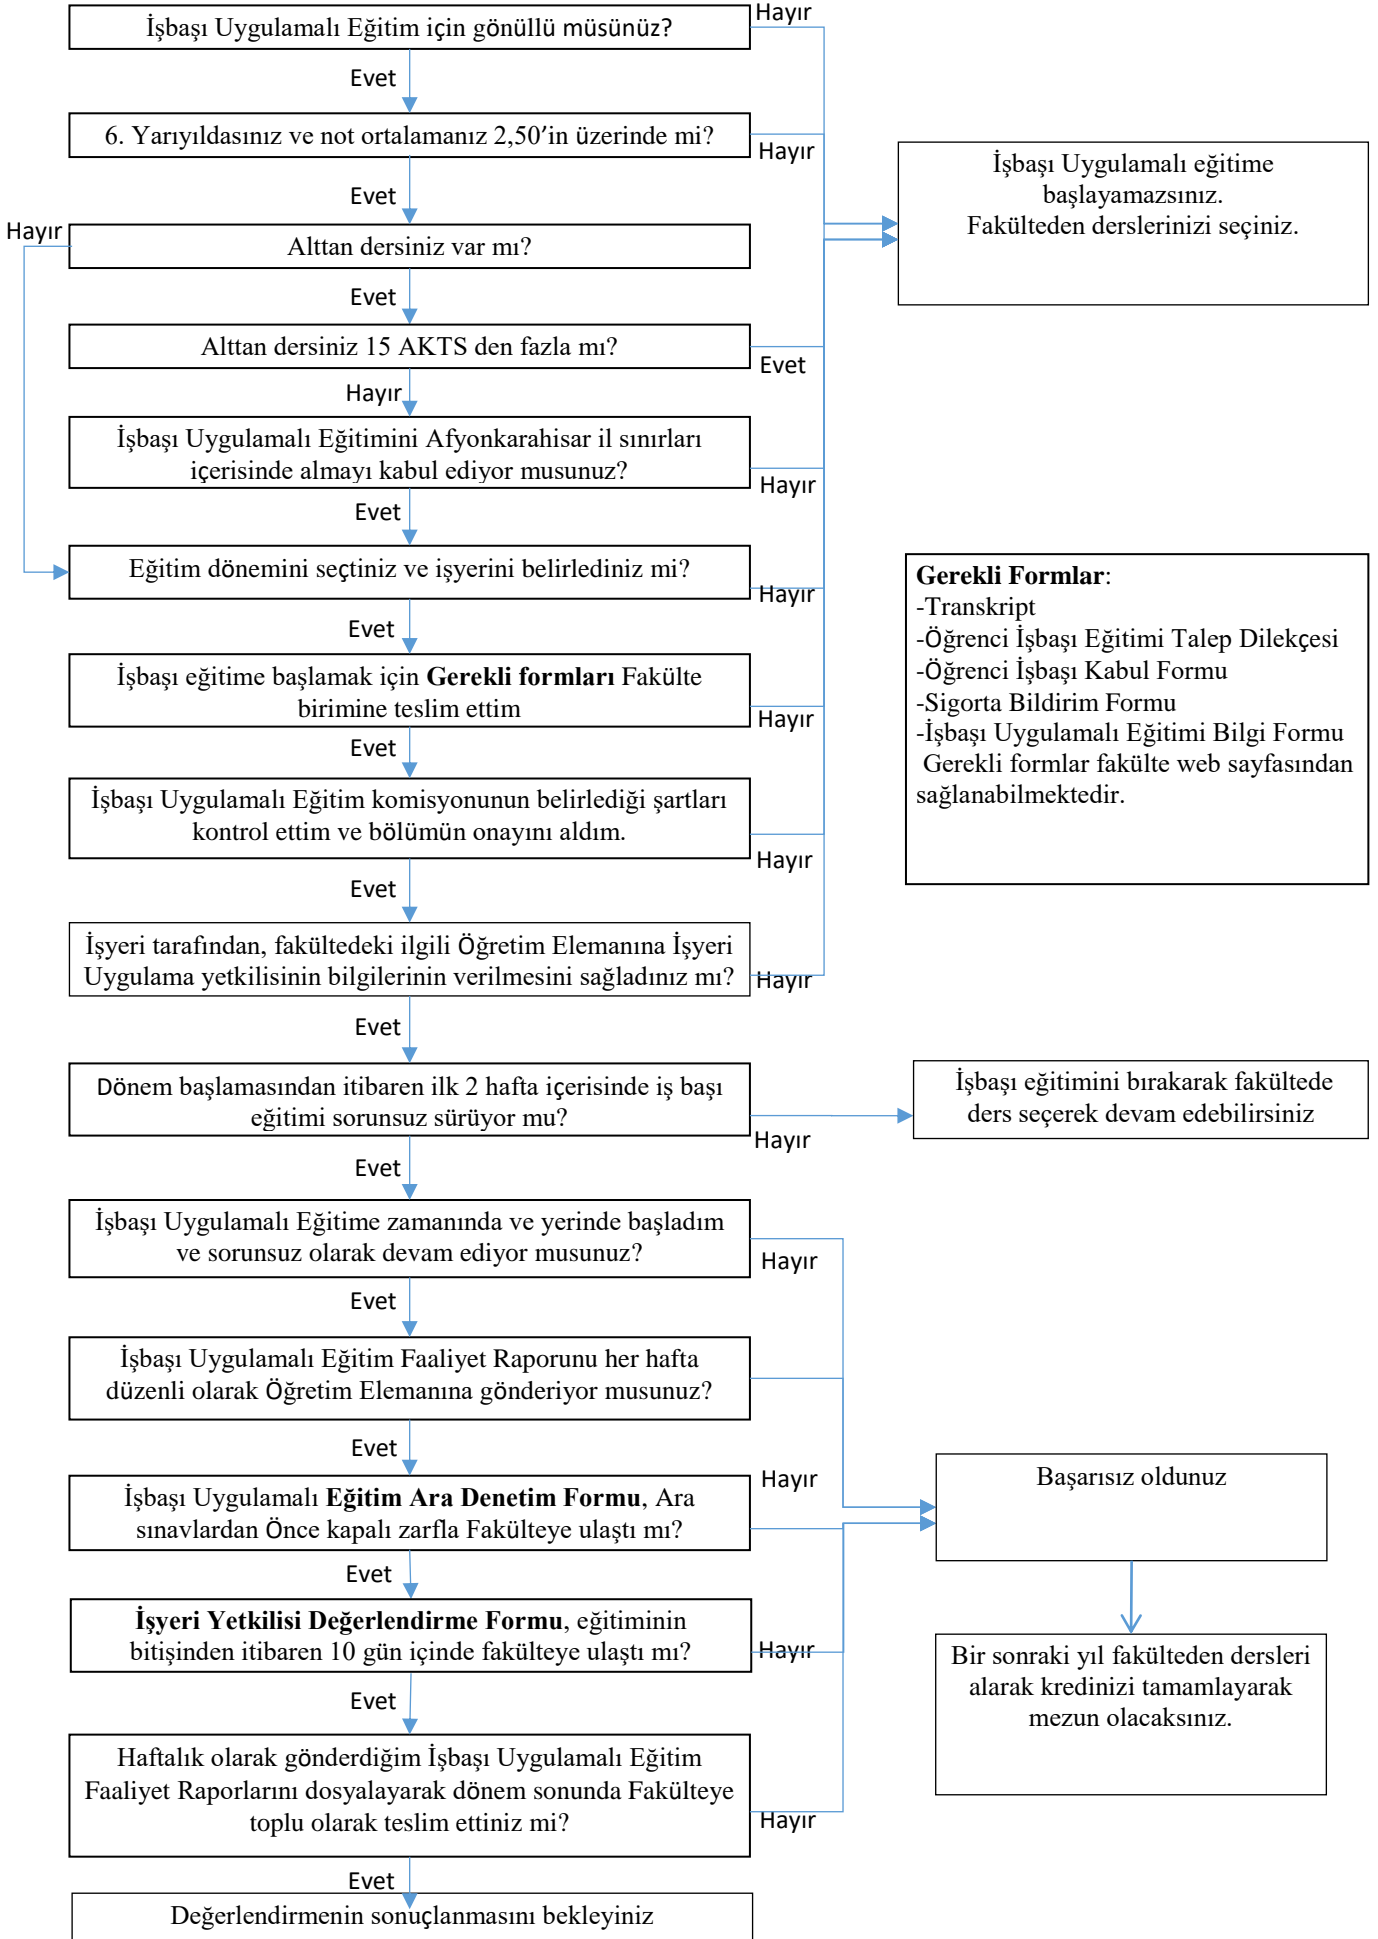 İşbaşı Uygulamalı Eğitim için gönüllü müsünüz?
Hayır
Evet
6. Yarıyıldasınız ve not ortalamanız 2,50’in üzerinde mi?
Hayır
Evet
İşbaşı Uygulamalı eğitime
başlayamazsınız.
Fakülteden derslerinizi seçiniz.
Hayır
Alttan dersiniz var mı?
Evet
Alttan dersiniz 15 AKTS den fazla mı?
Evet
Hayır
İşbaşı Uygulamalı Eğitimini Afyonkarahisar il sınırları
içerisinde almayı kabul ediyor musunuz?
Hayır
Evet
Eğitim dönemini seçtiniz ve işyerini belirlediniz mi?
Hayır
Evet
Gerekli Formlar:
-Transkript
-Öğrenci İşbaşı Eğitimi Talep Dilekçesi
-Öğrenci İşbaşı Kabul Formu
-Sigorta Bildirim Formu
-İşbaşı Uygulamalı Eğitimi Bilgi Formu
Gerekli formlar fakülte web sayfasından
sağlanabilmektedir.
İşbaşı eğitime başlamak için Gerekli formları Fakülte
birimine teslim ettim
Hayır
Evet
İşbaşı Uygulamalı Eğitim komisyonunun belirlediği şartları
kontrol ettim ve bölümün onayını aldım.
Hayır
Evet
İşyeri tarafından, fakültedeki ilgili Öğretim Elemanına İşyeri
Uygulama yetkilisinin bilgilerinin verilmesini sağladınız mı?
Hayır
Evet
Dönem başlamasından itibaren ilk 2 hafta içerisinde iş başı
eğitimi sorunsuz sürüyor mu?
Hayır
İşbaşı eğitimini bırakarak fakültede
ders seçerek devam edebilirsiniz
Evet
İşbaşı Uygulamalı Eğitime zamanında ve yerinde başladım
ve sorunsuz olarak devam ediyor musunuz?
Hayır
Evet
İşbaşı Uygulamalı Eğitim Faaliyet Raporunu her hafta
düzenli olarak Öğretim Elemanına gönderiyor musunuz?
Hayır
Evet
İşbaşı Uygulamalı Eğitim Ara Denetim Formu, Ara
sınavlardan Önce kapalı zarfla Fakülteye ulaştı mı?
Başarısız oldunuz
Evet
İşyeri Yetkilisi Değerlendirme Formu, eğitiminin
bitişinden itibaren 10 gün içinde fakülteye ulaştı mı?
Hayır
Evet
Bir sonraki yıl fakülteden dersleri
alarak kredinizi tamamlayarak
mezun olacaksınız.
Haftalık olarak gönderdiğim İşbaşı Uygulamalı Eğitim
Faaliyet Raporlarını dosyalayarak dönem sonunda Fakülteye
toplu olarak teslim ettiniz mi?
Hayır
Evet
Değerlendirmenin sonuçlanmasını bekleyiniz